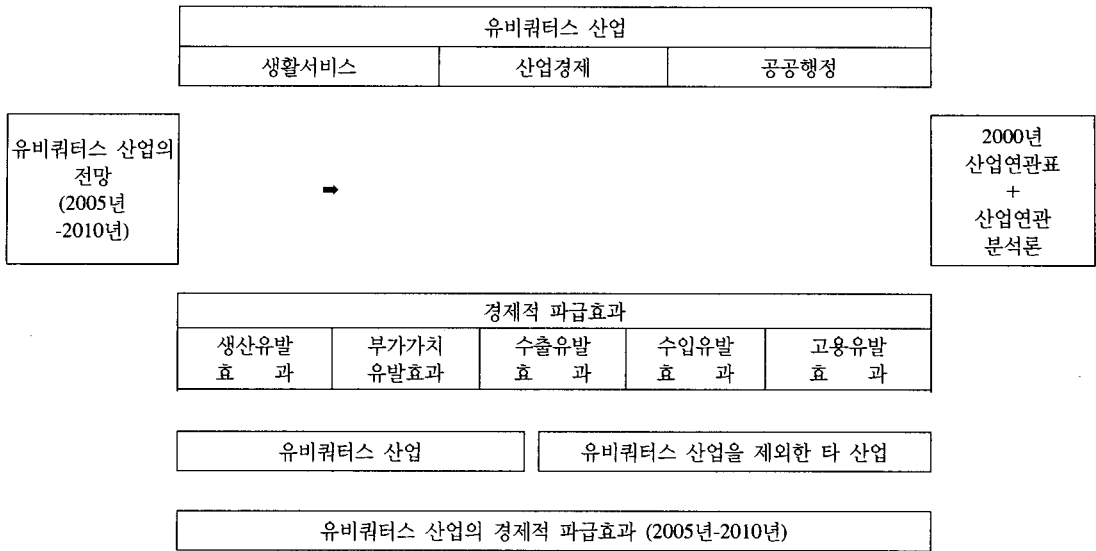 유비쿼터스 산업
생활서비스 산업경제 공공행정
유비쿼터스 산업의
전망
(2005년
-2010년)
➡
2000년
산업연관표
+
산업연관
분석론
경제적 파급효과
생산유발 부가가치 수출유발 수입유발 고용유발
효 과 유발효과 효 과 효 과 효 과
유비쿼터스 산업 유비쿼터스 산업을 제외한 타 산업
유비쿼터스 산업의 경제적 파급효과 (2005년-2010년)